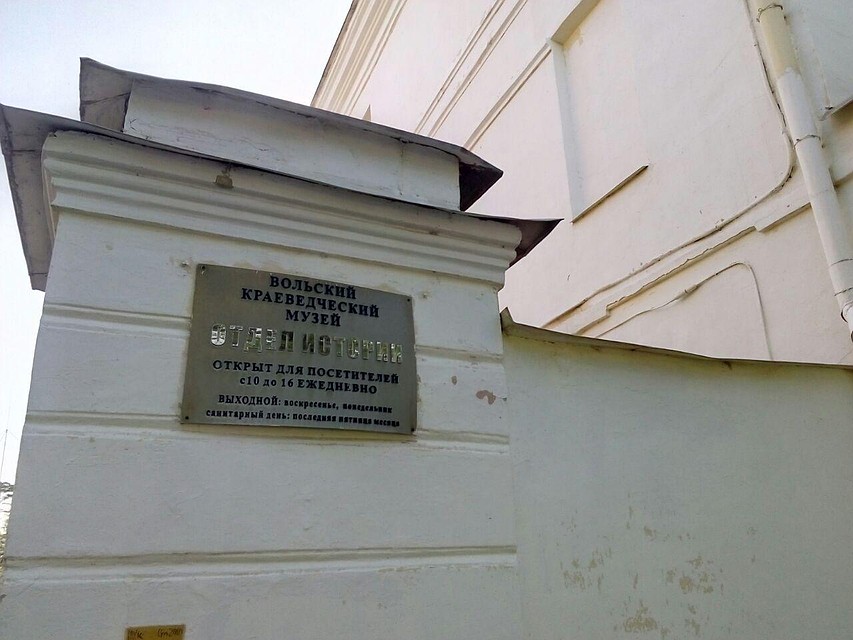 ВОЛЬСКИЙ
КРАЕВЕДЧЕСКИЙ
МУЗЕЙ
ОТДЕЛ ИСТОРИИ
ОТКРЫТ ДЛЯ ПОСЕТИТЕЛЕЙ
с10 до 16 ЕЖЕДНЕВНО
ВЫХОДНОЙ: воскресенье, понедельник
санитарный день: последняя пятница месяца